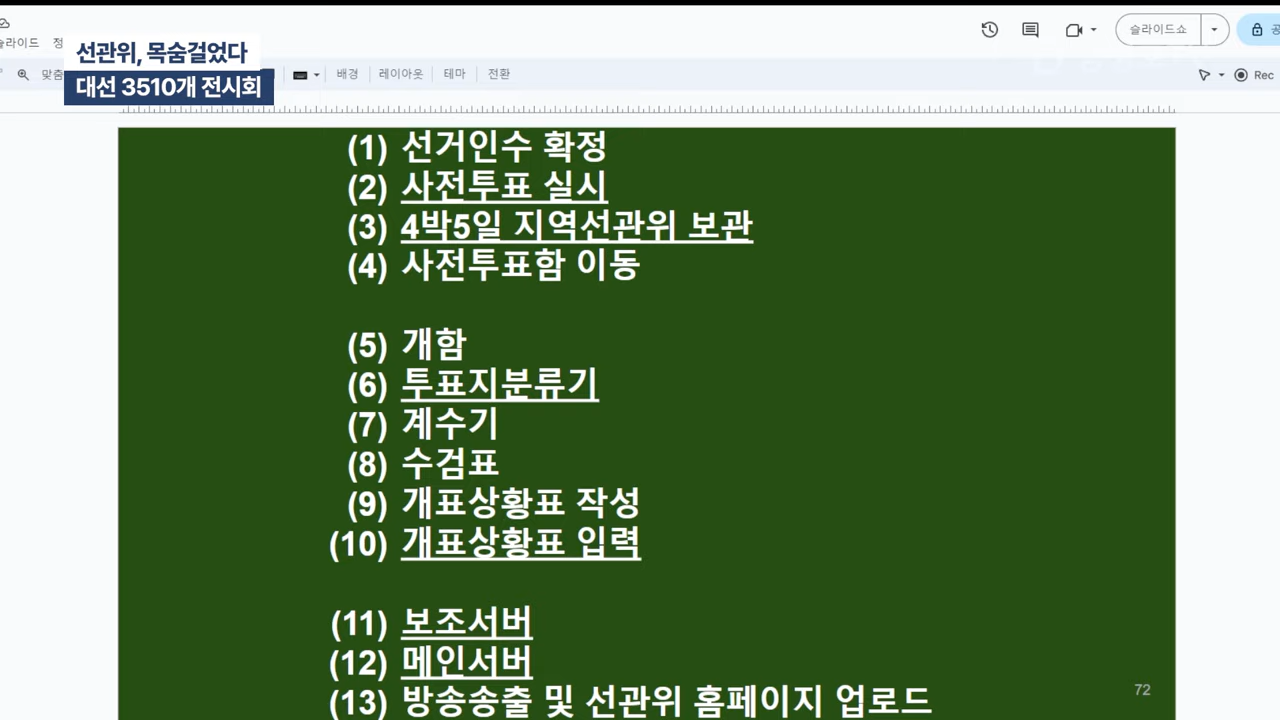 슬라이드쇼
슬라이드
선관위, 목숨걸었다
대선 3510개 전시회
배경
레이아웃
테마
전환
Rec
(1) 선거인수 확정
(2) 사전투표 실시
(3) 4박5일 지역선관위 보관
(4) 사전투표함 이동
(5) 개함
(6) 투표지분류기
(7) 계수기
(8) 수검표
(9) 개표상황표 작성
(10) 개표상황표 입력
(11) 보조서버
(12) 메인서버
(13) 방송송출 및 선관위 홈페이지 업로드
72